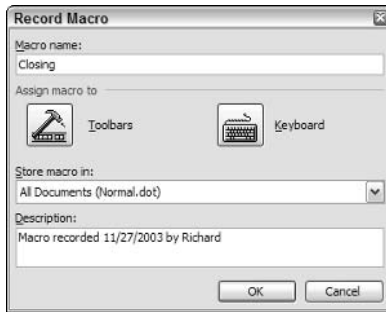 Record Macro
Macro name:
Closing
Assign macro to
Toolbars
Keyboard
Store macro in:
All Documents (Normal.dot)
Description:
Macro recorded 11/27/2003 by Richard
OK
Cancel